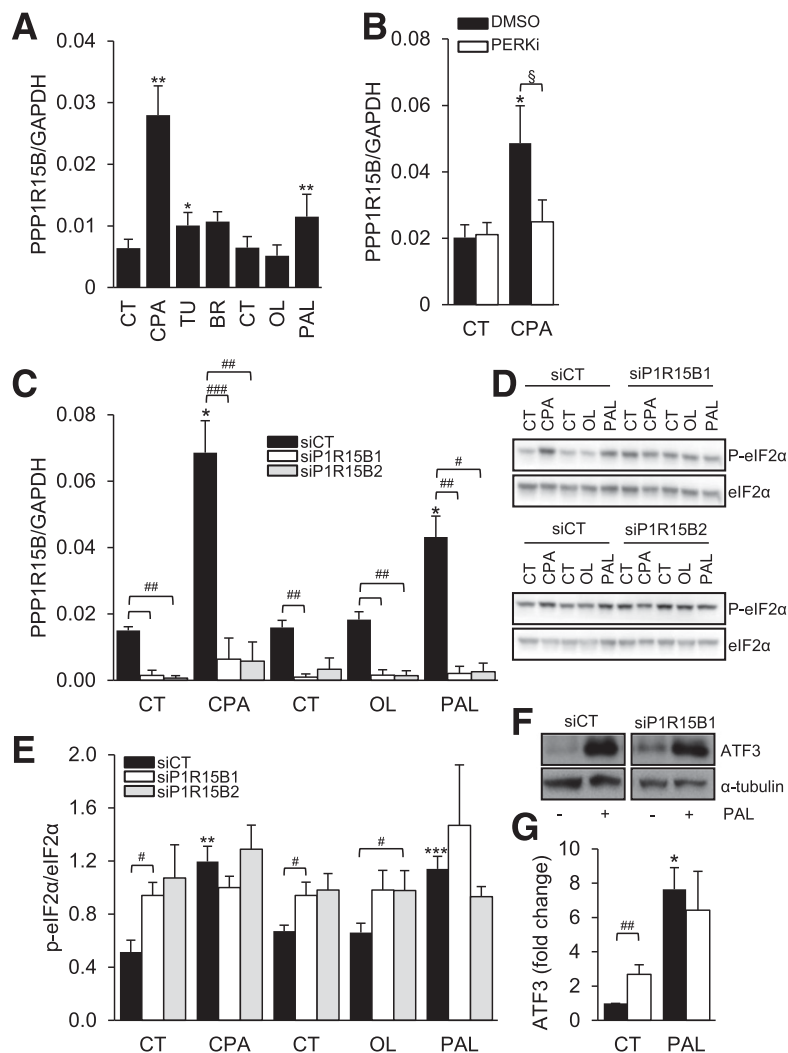 A
PPP1R15B/GAPDH
0.04
0.03
0.02
0.01
0
**
*
**
CT CPA TU BR CT OL PAL
B
DMSO
PERKi
PPP1R15B/GAPDH
0.08
0.06
0.04
0.02
0
*
§
CT CPA
C
PPP1R15B/GAPDH
0.08
0.06
0.04
0.02
0.00
siCT
siP1R15B1
siP1R15B2
##
##
###
*
##
##
#
##
*
CT CPA CT OL PAL
D
siCT siP1R15B1
CT CPA CT OL PAL CT CPA CT OL PAL
P-eIF2α
eIF2α
siCT siP1R15B2
CT CPA CT OL PAL CT CPA CT OL PAL
P-eIF2α
eIF2α
E
p-eIF2α/eIF2α
2.0
1.6
1.2
0.8
0.4
0.0
siCT
siP1R15B1
siP1R15B2
#
**
#
#
***
CT CPA CT OL PAL
F
siCT siP1R15B1
ATF3
α-tubulin
- + - + PAL
G
ATF3 (fold change)
10
8
6
4
2
0
##
*
CT PAL